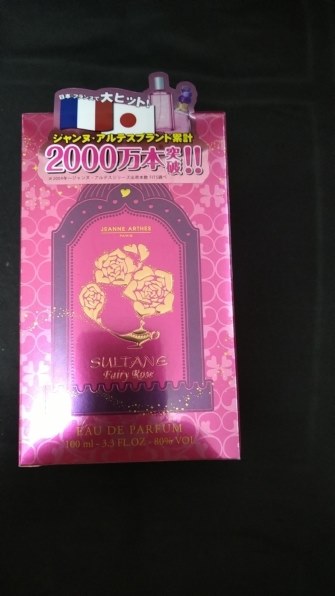 日本・フランスで大ヒット!
ジャンヌ・アルテスブランド累計
2000万本突破!!
JEANNE ARTHES
SULTANE
Fairy Rose
EAU DE PARFUM
100 ml - 3.3 FL.OZ - 80% VOL.